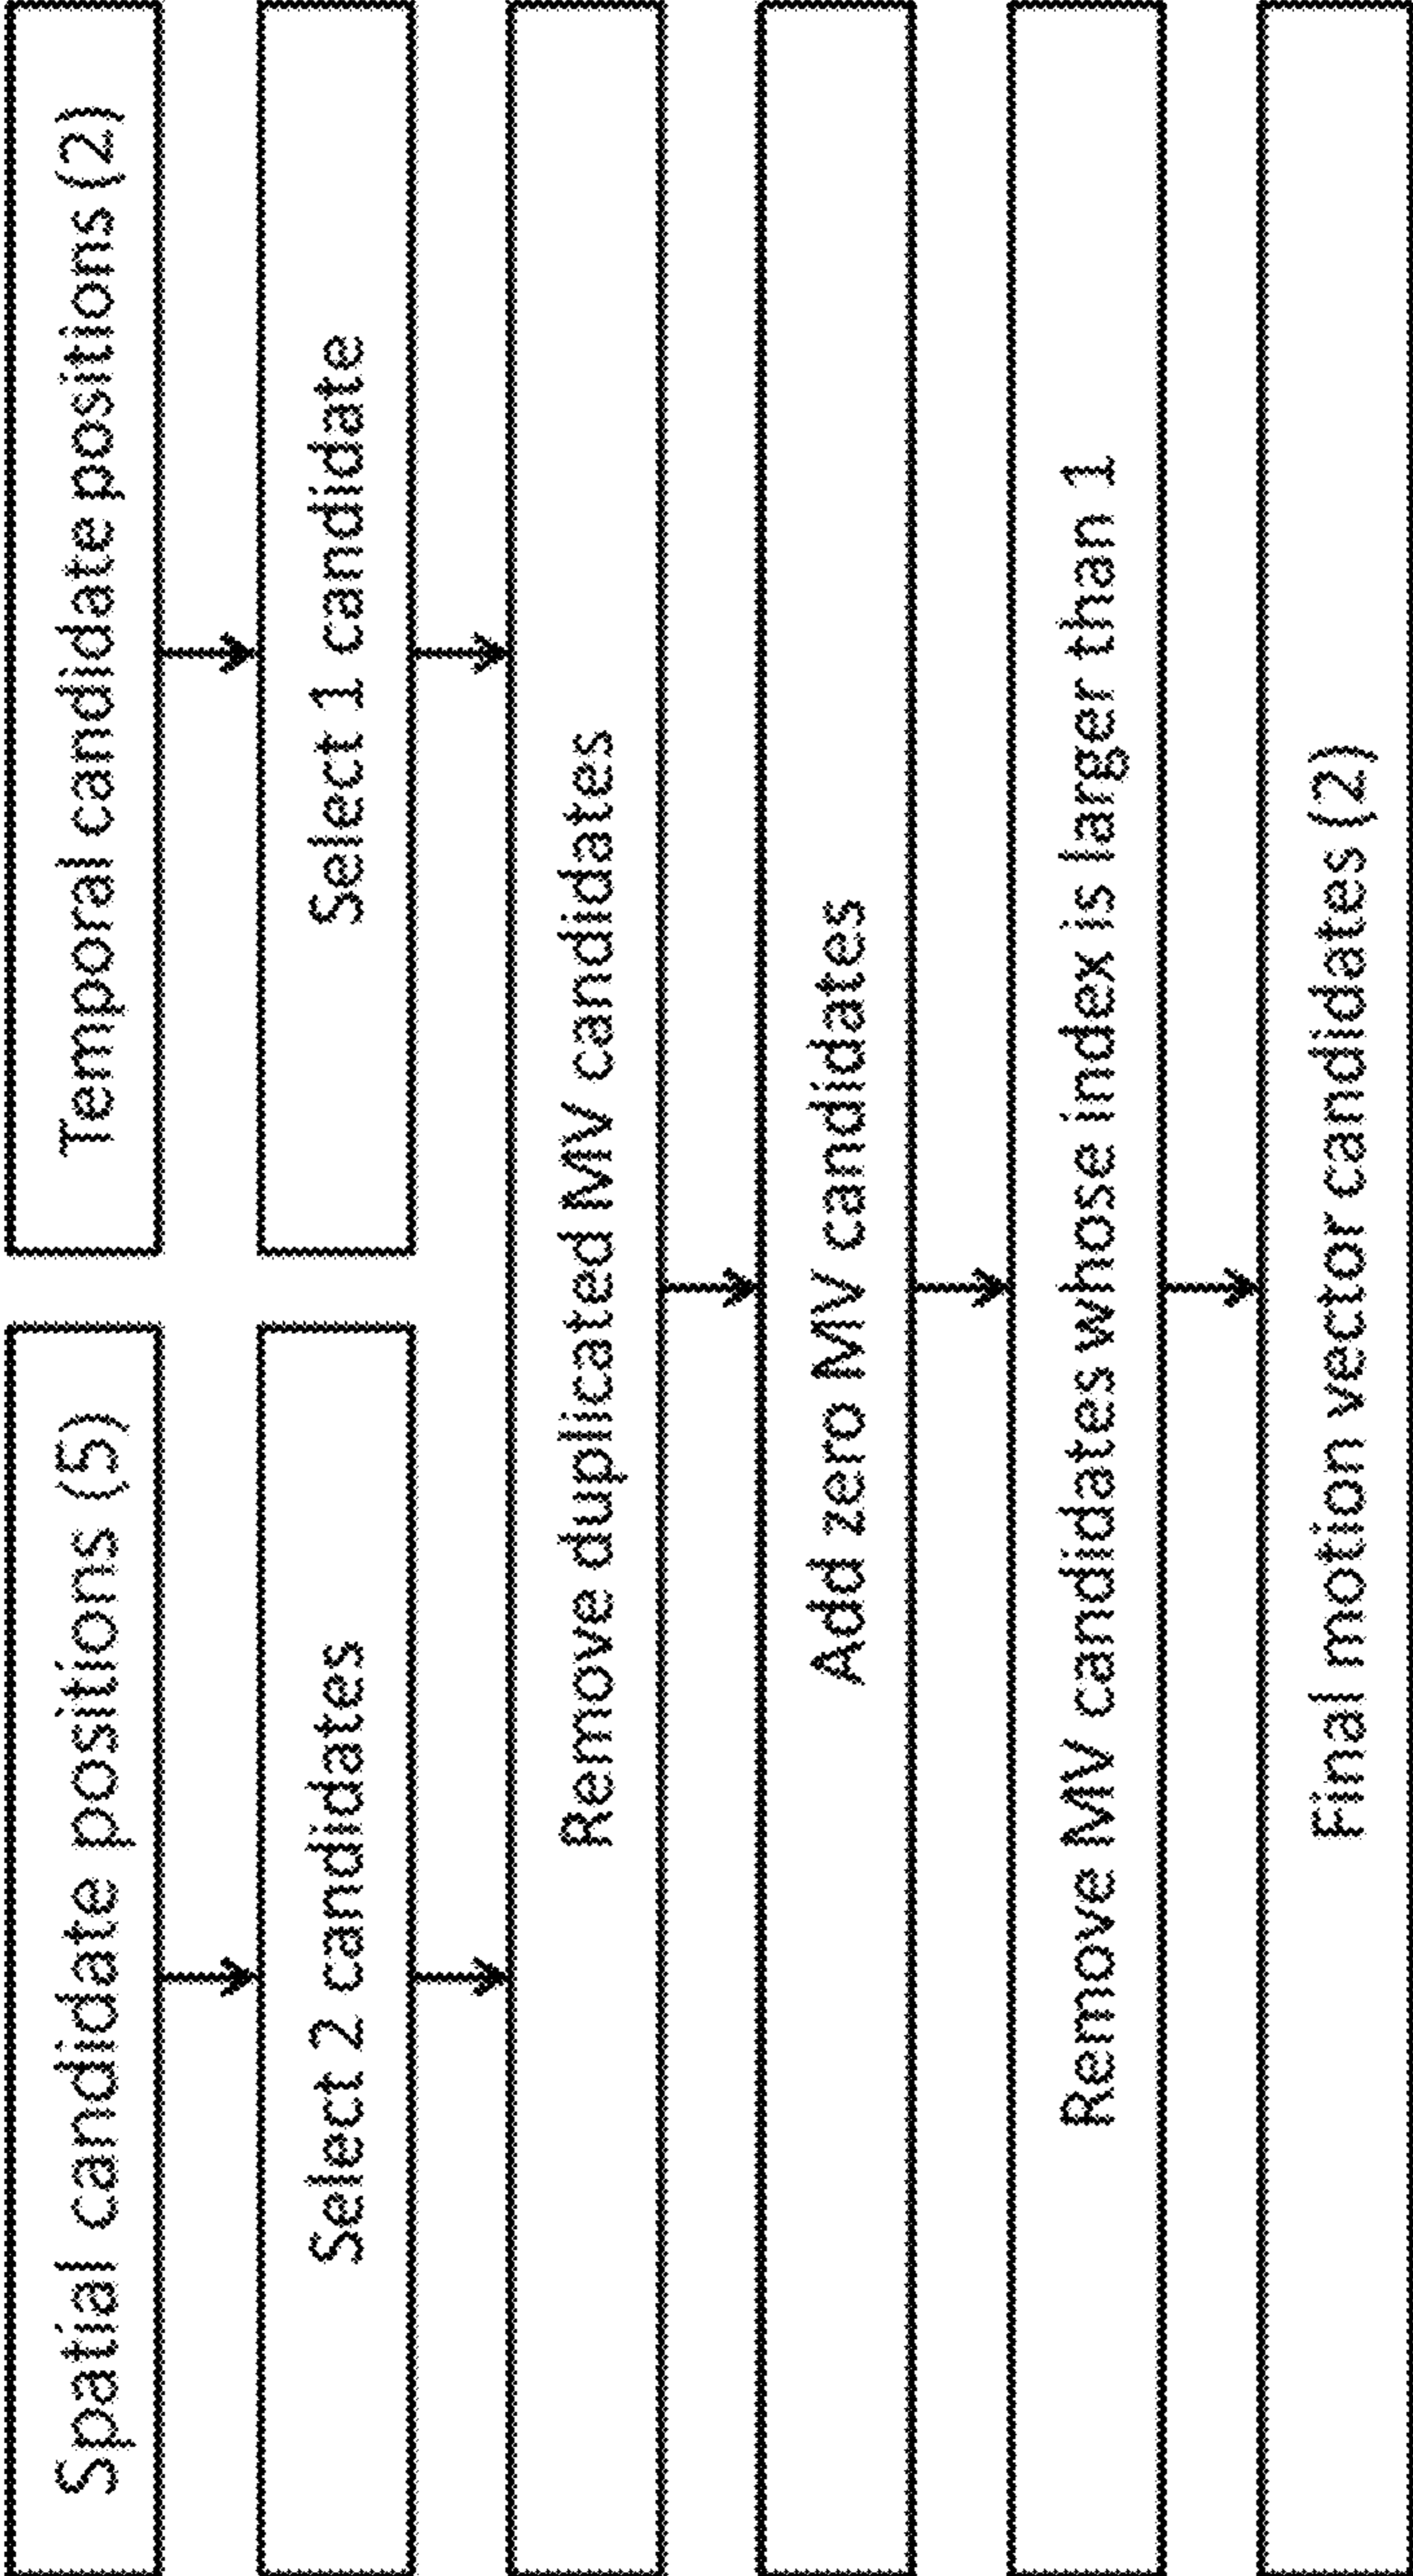 Spatial candidate positions (5)
Temporal candidate positions (2)
Select 2 candidates
Select 1 candidate
Remove duplicated MV candidates
Add zero MV candidates
Remove MV candidates whose index is larger than 1
Final motion vector candidates (2)